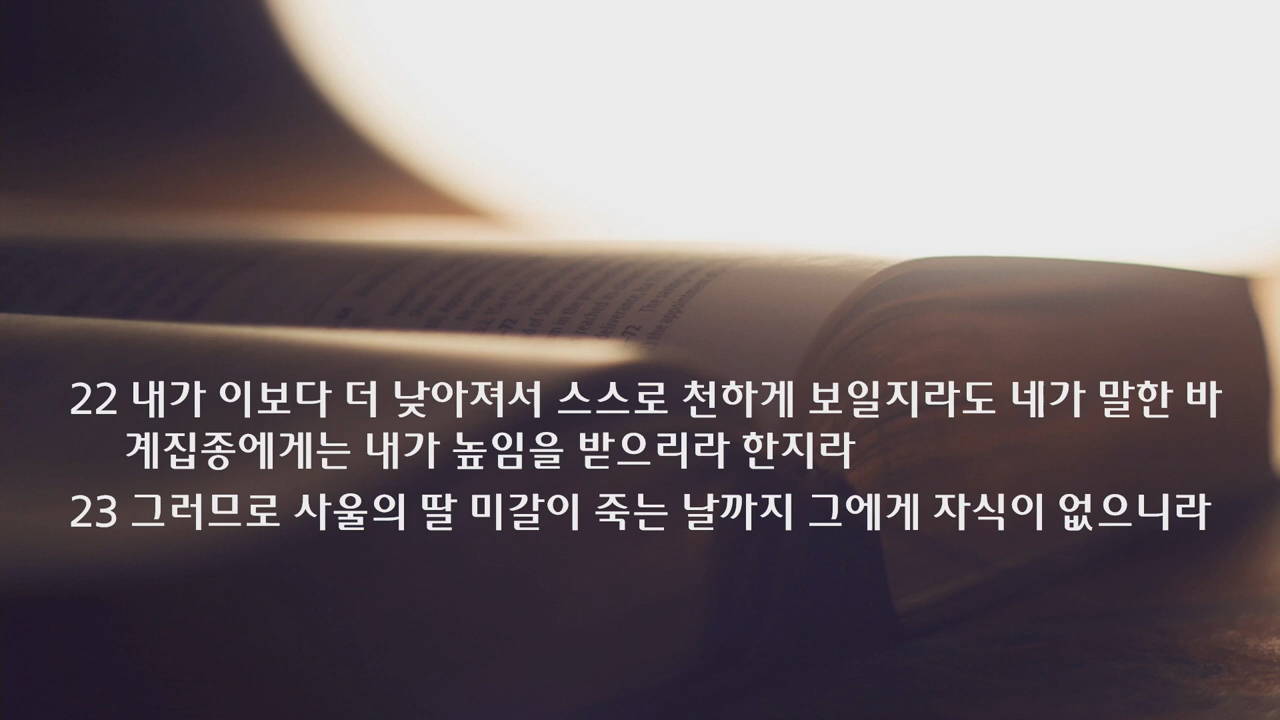 22 내가 이보다 더 낮아져서 스스로 천하게 보일지라도 네가 말한 바
계집종에게는 내가 높임을 받으리라 한지라
23 그러므로 사울의 딸 미갈이 죽는 날까지 그에게 자식이 없으니라